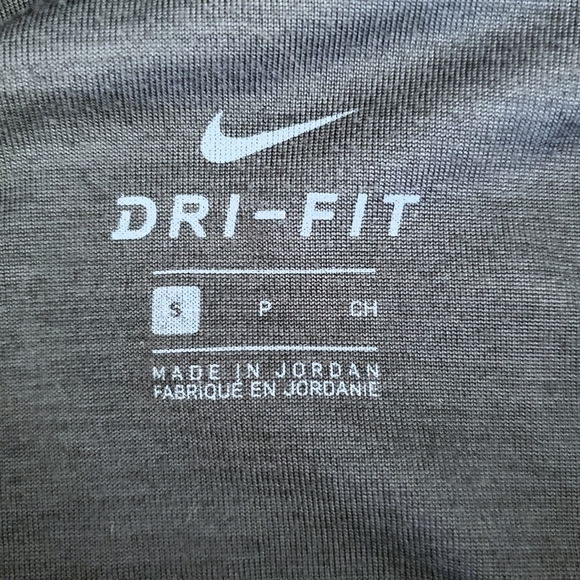 DRI-FIT
S P CH
MADE IN JORDAN
FABRIQUÉ EN JORDANIE